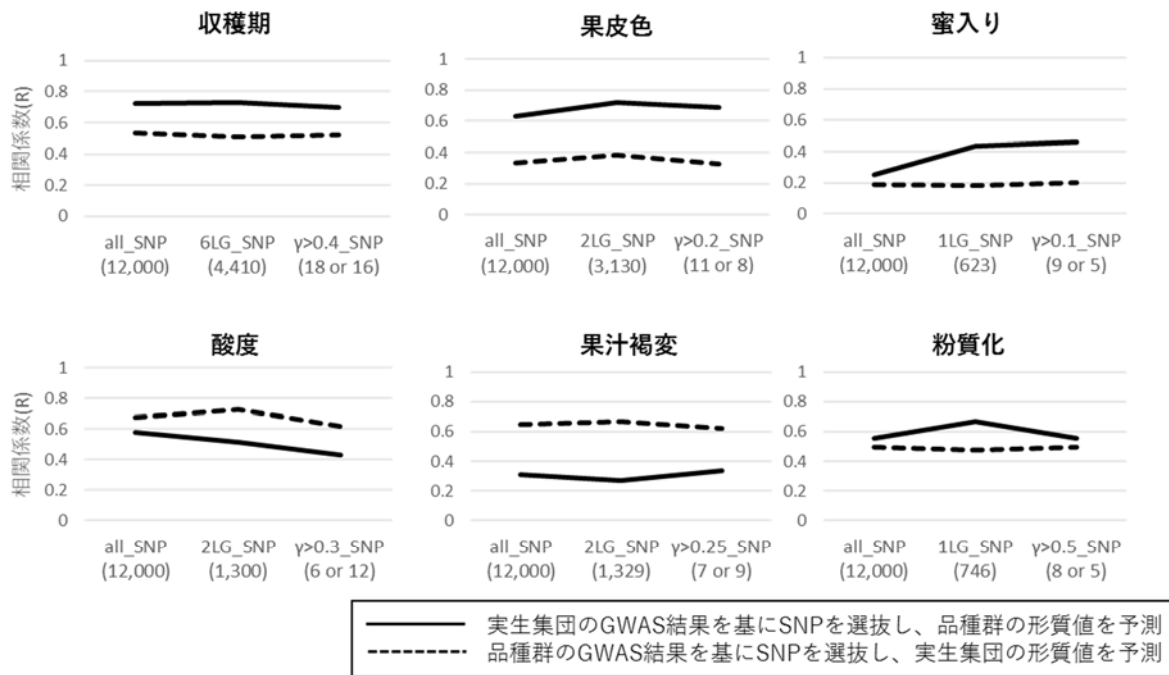 収穫期
相関係数(R)
1
0.8
0.6
0.4
0.2
0
all_SNP 6LG_SNP γ>0.4_SNP
(12,000) (4,410) (18 or 16)
果皮色
1
0.8
0.6
0.4
0.2
0
all_SNP 2LG_SNP γ>0.2_SNP
(12,000) (3,130) (11 or 8)
蜜入り
1
0.8
0.6
0.4
0.2
0
all_SNP 1LG_SNP γ>0.1_SNP
(12,000) (623) (9 or 5)
酸度
相関係数(R)
1
0.8
0.6
0.4
0.2
0
all_SNP 2LG_SNP γ>0.3_SNP
(12,000) (1,300) (6 or 12)
果汁褐変
1
0.8
0.6
0.4
0.2
0
all_SNP 2LG_SNP γ>0.25_SNP
(12,000) (1,329) (7 or 9)
粉質化
1
0.8
0.6
0.4
0.2
0
all_SNP 1LG_SNP γ>0.5_SNP
(12,000) (746) (8 or 5)
実生集団のGWAS結果を基にSNPを選抜し、品種群の形質値を予測
品種群のGWAS結果を基にSNPを選抜し、実生集団の形質値を予測